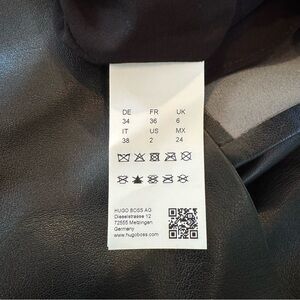 DE FR UK
34 36 6
IT US MX
38 2 24
HUGO BOSS AG
Dieselstrasse 12
72555 Metzingen
Germany
www.hugoboss.com